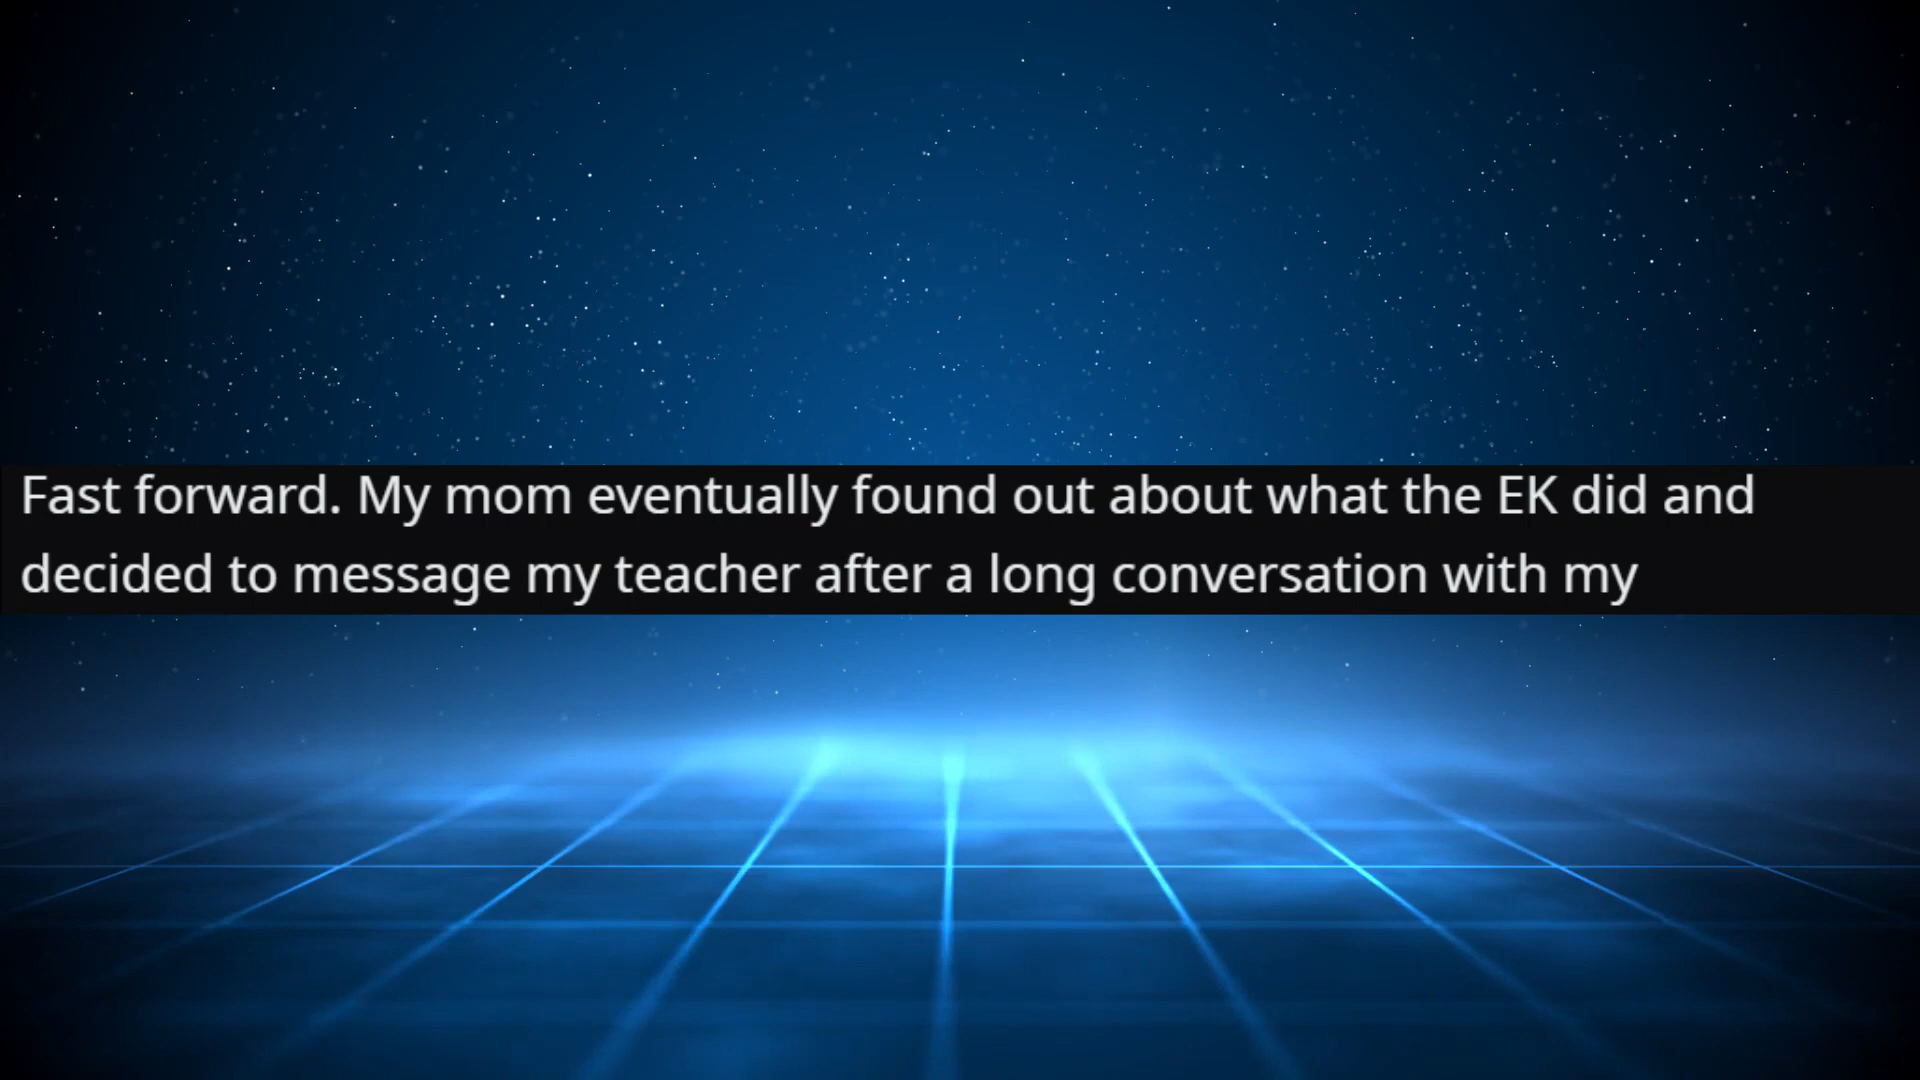 Fast forward. My mom eventually found out about what the EK did and
decided to message my teacher after a long conversation with my